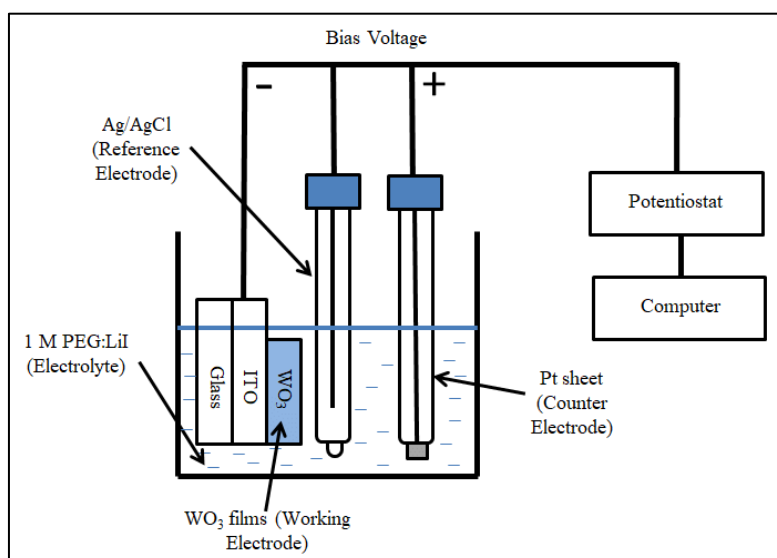 Bias Voltage
−
+
Ag/AgCl
(Reference
Electrode)
Potentiostat
Computer
1 M PEG:LiI
(Electrolyte)
Glass
ITO
WO₃
Pt sheet
(Counter
Electrode)
WO₃ films (Working
Electrode)